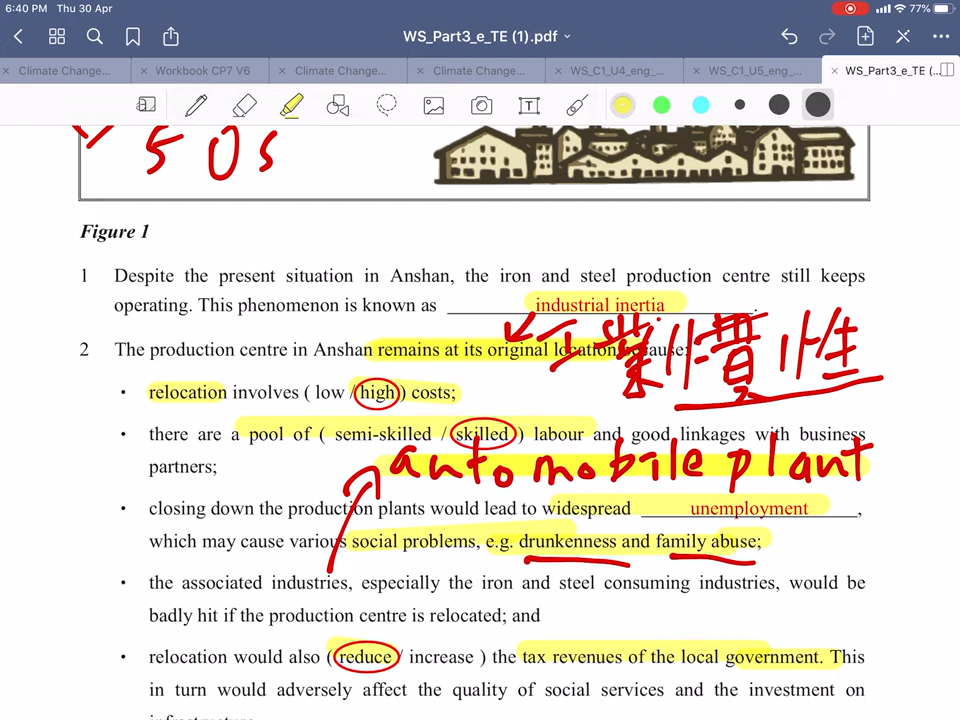 6:40 PM Thu 30 Apr
77%
WS_Part3_e_TE (1).pdf
Climate Change...
Workbook CP7 V6
Climate Change...
Climate Change...
WS_C1_U4_eng_...
WS_C1_U5_eng_...
WS_Part3_e_TE (...
50s
Figure 1
1 Despite the present situation in Anshan, the iron and steel production centre still keeps
operating. This phenomenon is known as industrial inertia.
工業慣性
2 The production centre in Anshan remains at its original location because:
· relocation involves ( low / high ) costs;
· there are a pool of ( semi-skilled / skilled ) labour and good linkages with business
partners;
automobile plant
· closing down the production plants would lead to widespread unemployment,
which may cause various social problems, e.g. drunkenness and family abuse;
· the associated industries, especially the iron and steel consuming industries, would be
badly hit if the production centre is relocated; and
· relocation would also ( reduce / increase ) the tax revenues of the local government. This
in turn would adversely affect the quality of social services and the investment on
infrastructure.